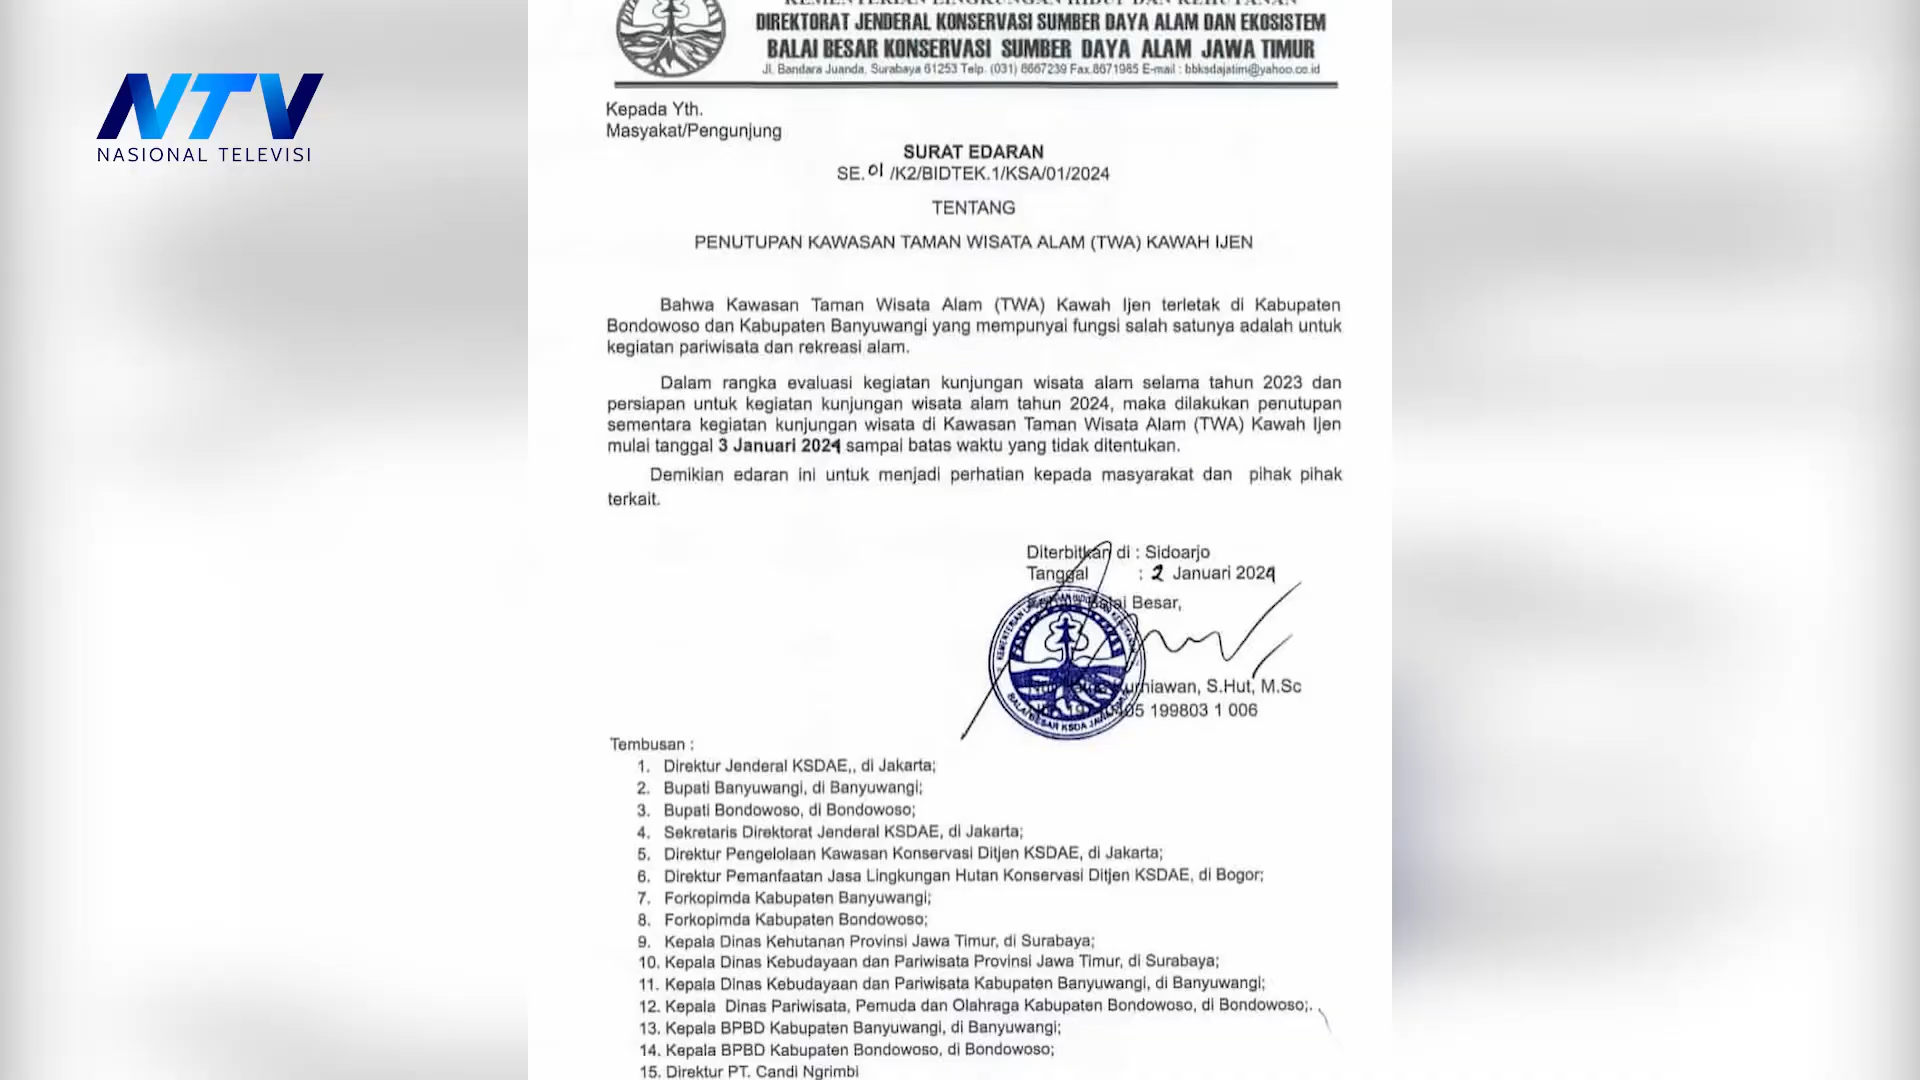 NTV
NASIONAL TELEVISI
KEMENTERIAN LINGKUNGAN HIDUP DAN KEHUTANAN
DIREKTORAT JENDERAL KONSERVASI SUMBER DAYA ALAM DAN EKOSISTEM
BALAI BESAR KONSERVASI SUMBER DAYA ALAM JAWA TIMUR
Jl. Bandara Juanda, Surabaya 61253 Telp. (031) 8667239 Fax.8671985 E-mail : bbksdajatim@yahoo.co.id
Kepada Yth.
Masyakat/Pengunjung
SURAT EDARAN
SE. 01 /K2/BIDTEK.1/KSA/01/2024
TENTANG
PENUTUPAN KAWASAN TAMAN WISATA ALAM (TWA) KAWAH IJEN
Bahwa Kawasan Taman Wisata Alam (TWA) Kawah Ijen terletak di Kabupaten
Bondowoso dan Kabupaten Banyuwangi yang mempunyai fungsi salah satunya adalah untuk
kegiatan pariwisata dan rekreasi alam.
Dalam rangka evaluasi kegiatan kunjungan wisata alam selama tahun 2023 dan
persiapan untuk kegiatan kunjungan wisata alam tahun 2024, maka dilakukan penutupan
sementara kegiatan kunjungan wisata di Kawasan Taman Wisata Alam (TWA) Kawah Ijen
mulai tanggal 3 Januari 2024 sampai batas waktu yang tidak ditentukan.
Demikian edaran ini untuk menjadi perhatian kepada masyarakat dan pihak pihak
terkait.
Diterbitkan di : Sidoarjo
Tanggal : 2 Januari 2024
Balai Besar,
Kurniawan, S.Hut, M.Sc
199803 1 006
BALAI BESAR KSDA JAWA TIMUR
Tembusan :
1. Direktur Jenderal KSDAE,, di Jakarta;
2. Bupati Banyuwangi, di Banyuwangi;
3. Bupati Bondowoso, di Bondowoso;
4. Sekretaris Direktorat Jenderal KSDAE, di Jakarta;
5. Direktur Pengelolaan Kawasan Konservasi Ditjen KSDAE, di Jakarta;
6. Direktur Pemanfaatan Jasa Lingkungan Hutan Konservasi Ditjen KSDAE, di Bogor;
7. Forkopimda Kabupaten Banyuwangi;
8. Forkopimda Kabupaten Bondowoso;
9. Kepala Dinas Kehutanan Provinsi Jawa Timur, di Surabaya;
10. Kepala Dinas Kebudayaan dan Pariwisata Provinsi Jawa Timur, di Surabaya;
11. Kepala Dinas Kebudayaan dan Pariwisata Kabupaten Banyuwangi, di Banyuwangi;
12. Kepala Dinas Pariwisata, Pemuda dan Olahraga Kabupaten Bondowoso, di Bondowoso;.
13. Kepala BPBD Kabupaten Banyuwangi, di Banyuwangi;
14. Kepala BPBD Kabupaten Bondowoso, di Bondowoso;
15. Direktur PT. Candi Ngrimbi